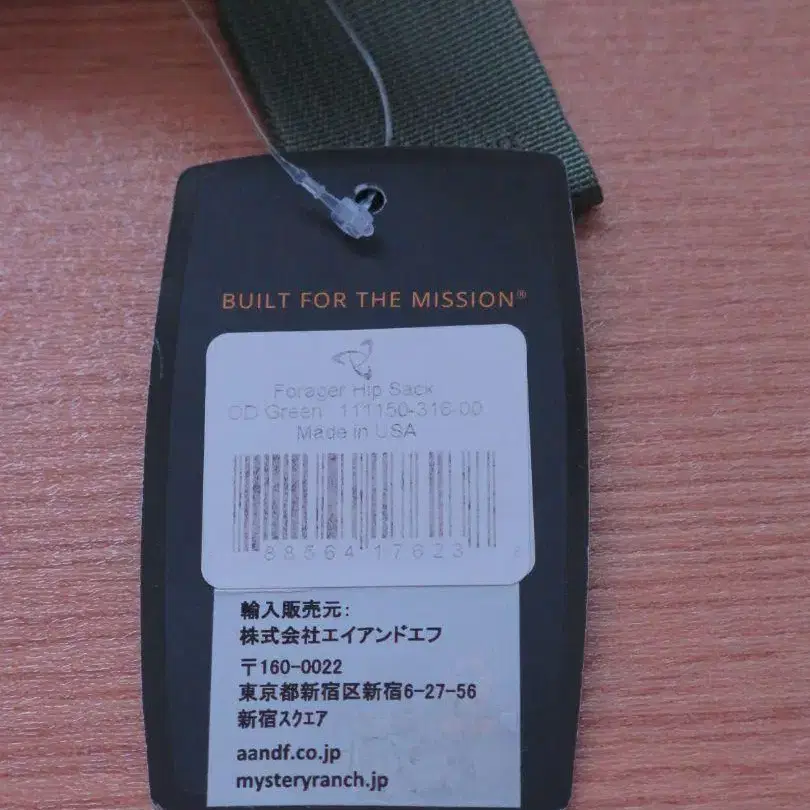 BUILT FOR THE MISSION®
Forager Hip Sack
OD Green 111150-316-00
Made in USA
88564 17623
輸入販売元:
株式会社エイアンドエフ
〒160-0022
東京都新宿区新宿6-27-56
新宿スクエア
aandf.co.jp
mysteryranch.jp